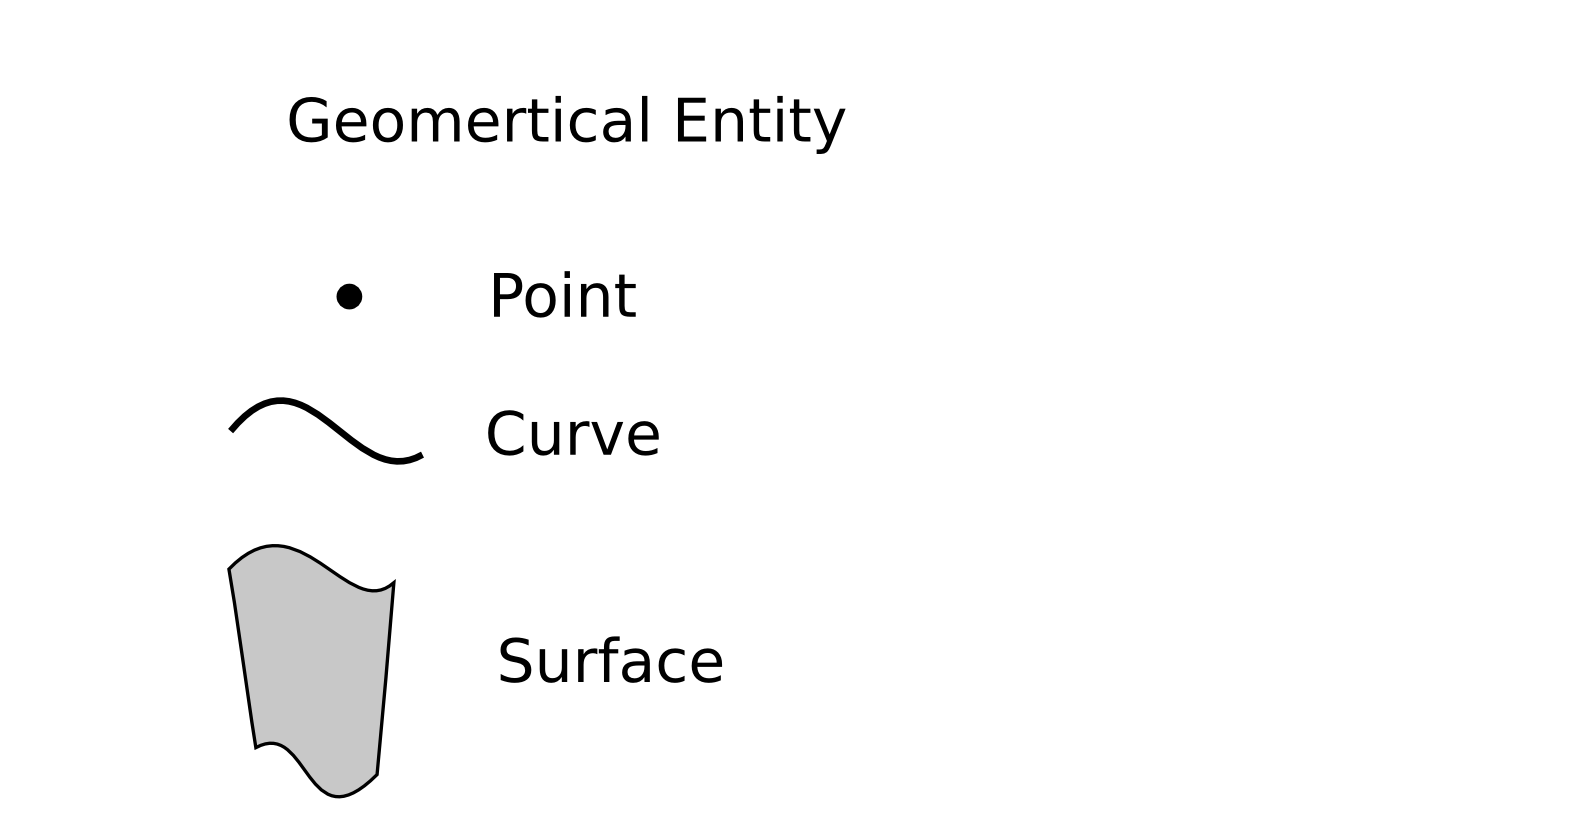 Geomertical Entity
Point
Curve
Surface